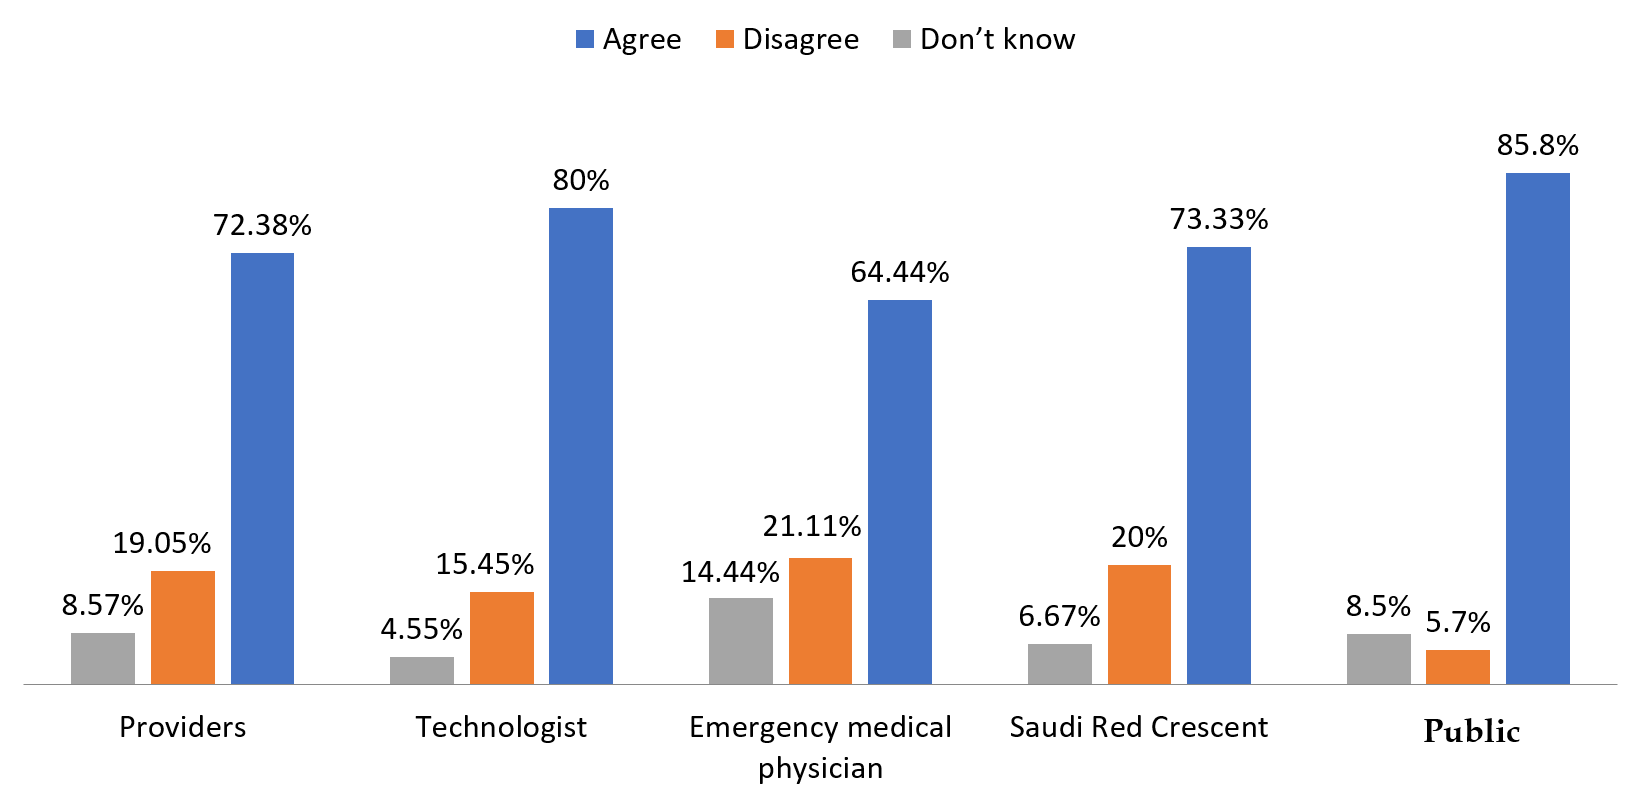 Agree Disagree Don’t know
85.8%
80%
72.38%
73.33%
64.44%
19.05%
15.45%
21.11%
20%
8.57%
4.55%
14.44%
6.67%
8.5%
5.7%
Providers
Technologist
Emergency medical
physician
Saudi Red Crescent
Public